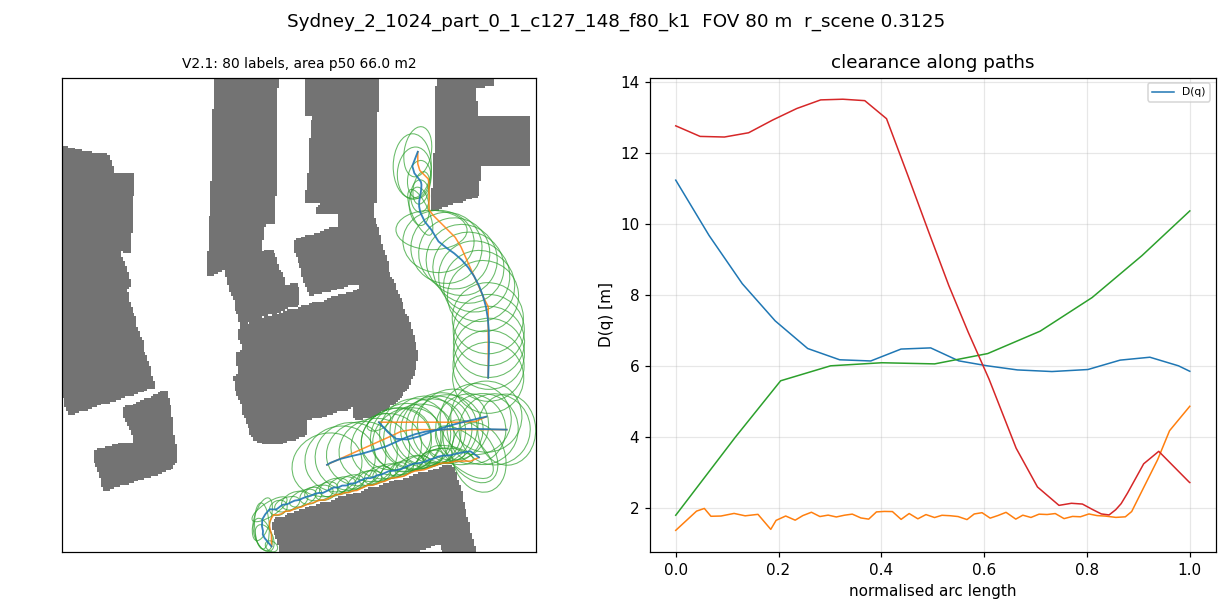 Sydney_2_1024_part_0_1_c127_148_f80_k1 FOV 80 m r_scene 0.3125
V2.1: 80 labels, area p50 66.0 m2
clearance along paths
D(q)
14
12
10
8
6
4
2
D(q) [m]
0.0 0.2 0.4 0.6 0.8 1.0
normalised arc length